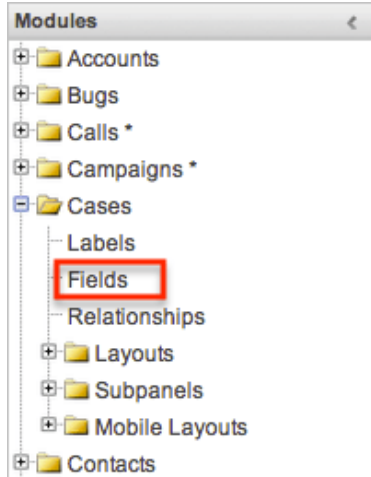 Modules
Accounts
Bugs
Calls *
Campaigns *
Cases
Labels
Fields
Relationships
Layouts
Subpanels
Mobile Layouts
Contacts